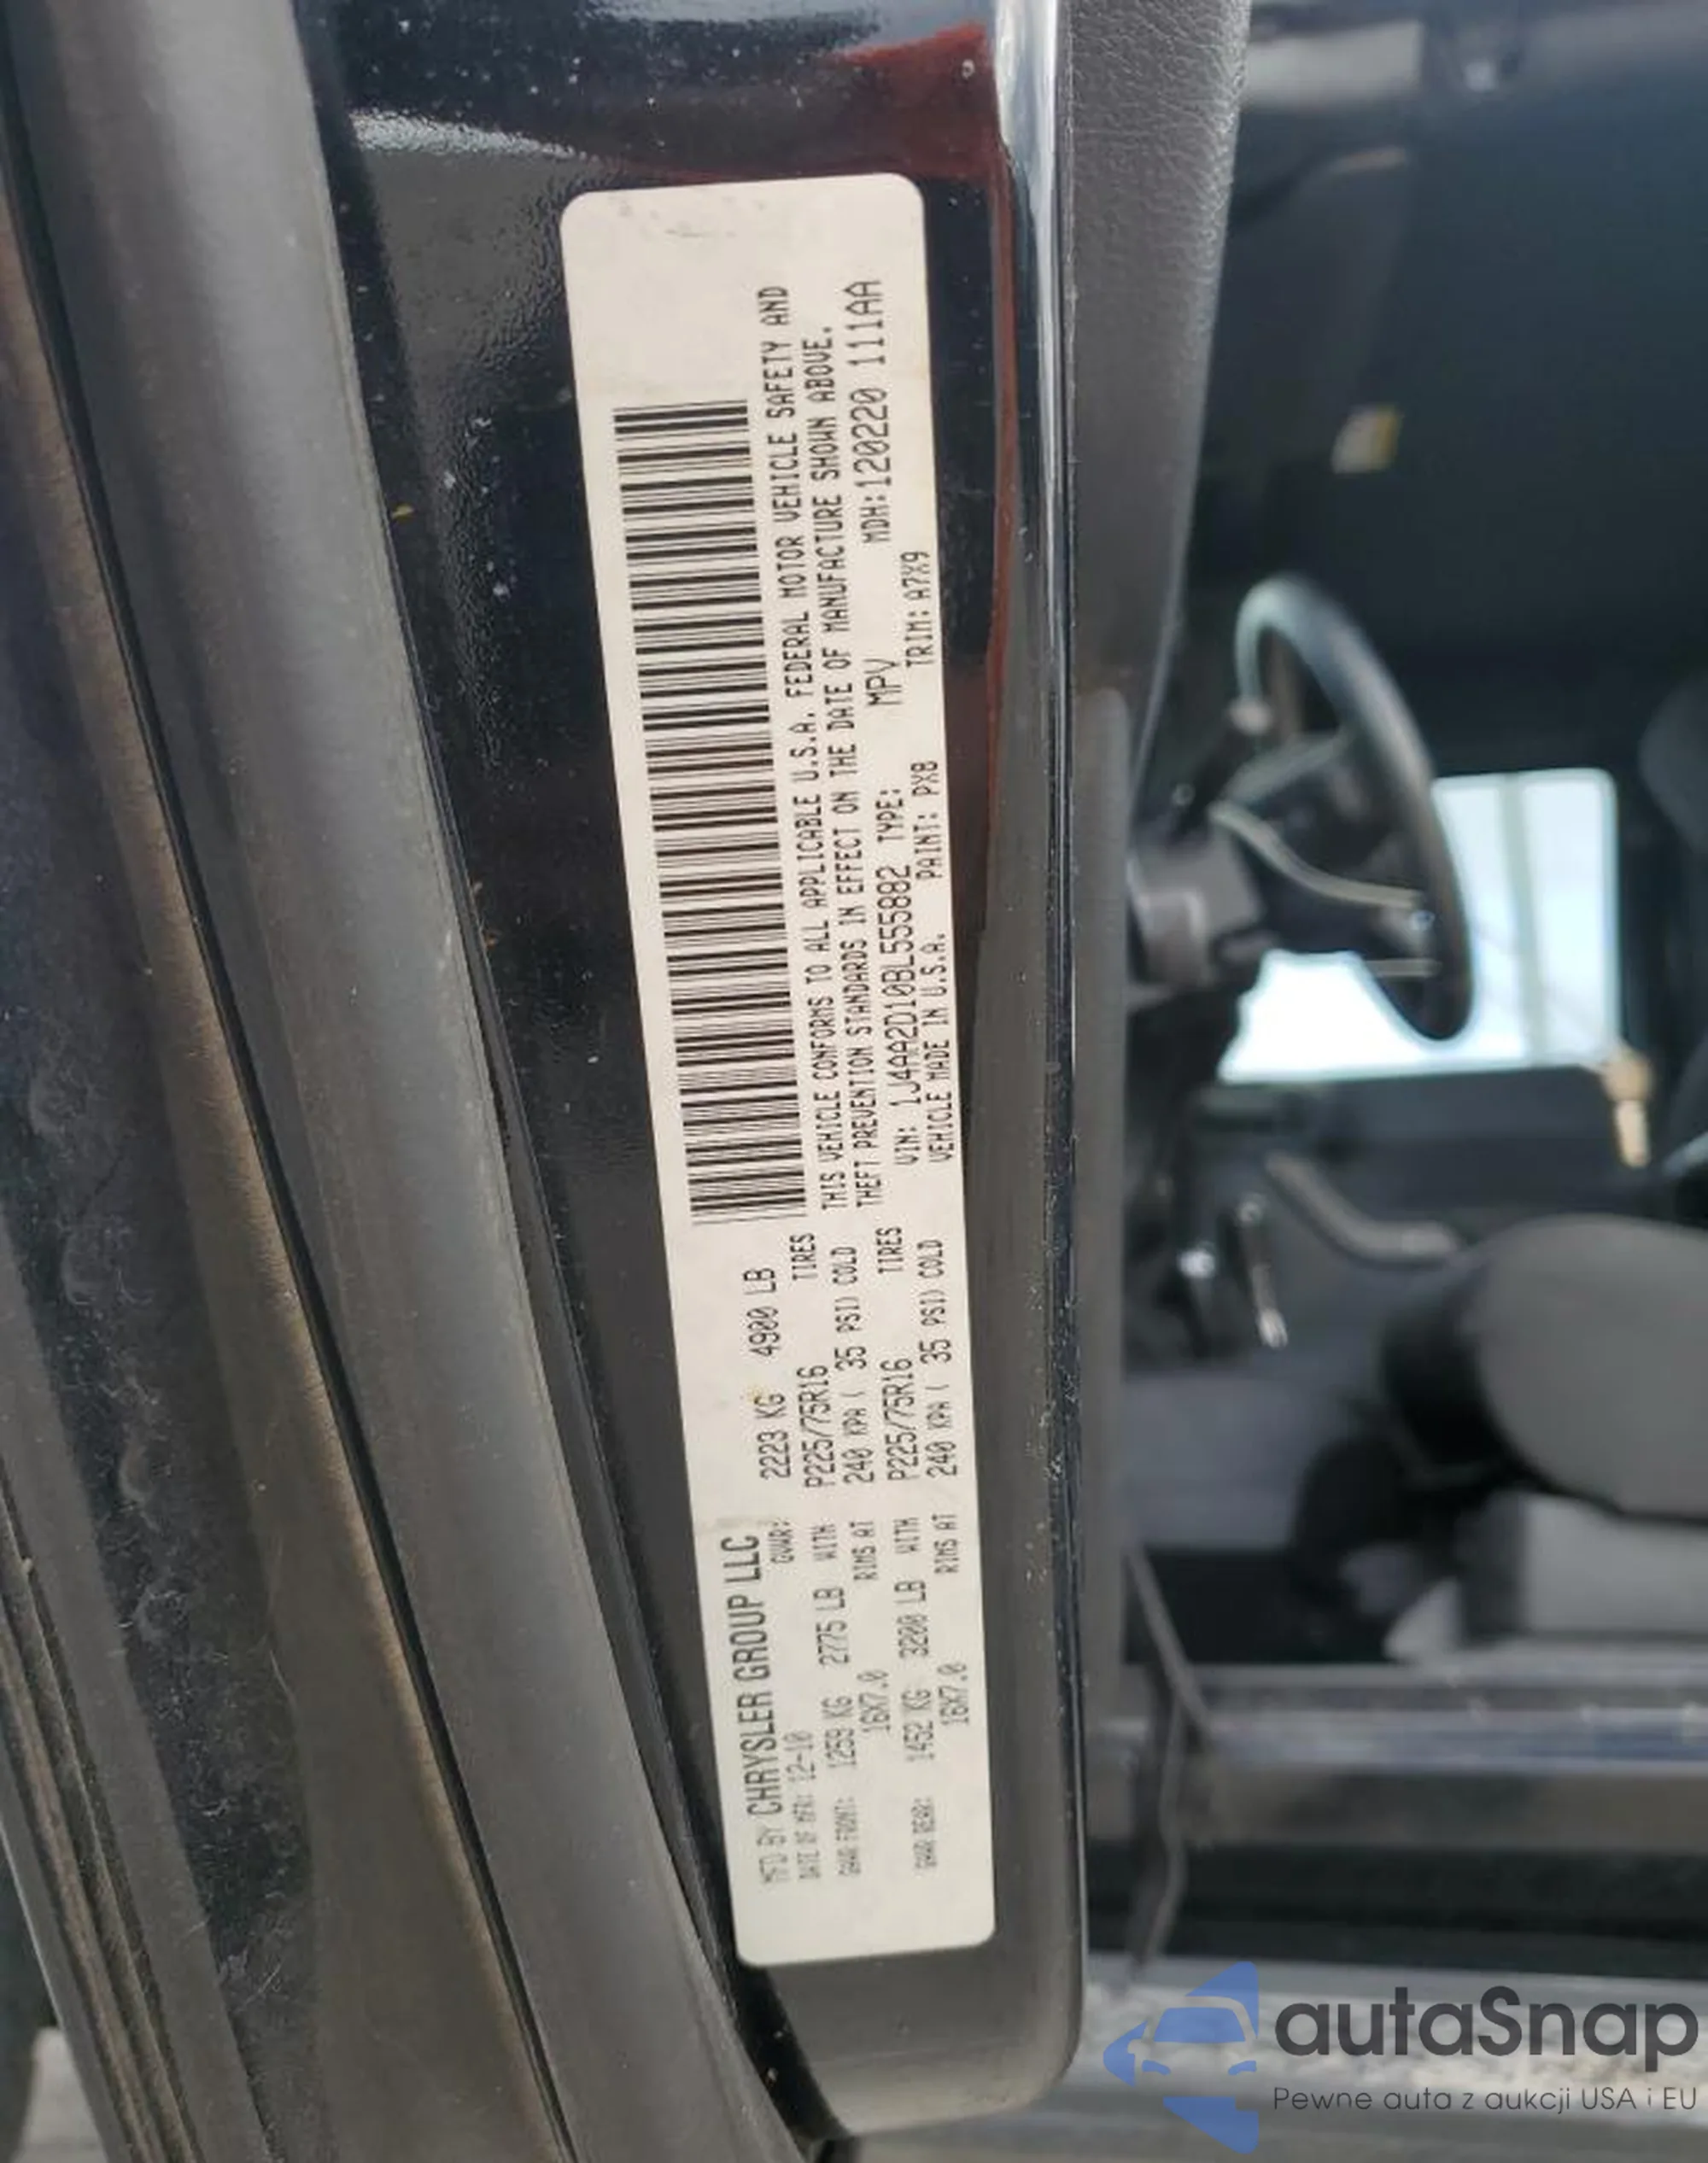 MFD BY CHRYSLER GROUP LLC
DATE OF MFR: 12-10 GVWR: 2223 KG 4900 LB
GAWR FRONT: 1259 KG 2775 LB WITH P225/75R16 TIRES
16X7.0 RIMS AT 240 KPA ( 35 PSI) COLD
GAWR REAR: 1452 KG 3200 LB WITH P225/75R16 TIRES
16X7.0 RIMS AT 240 KPA ( 35 PSI) COLD
THIS VEHICLE CONFORMS TO ALL APPLICABLE U.S.A. FEDERAL MOTOR VEHICLE SAFETY AND
THEFT PREVENTION STANDARDS IN EFFECT ON THE DATE OF MANUFACTURE SHOWN ABOVE.
VIN: 1J4AA2D10BL555882 TYPE: MPV MDH:120220 111AA
VEHICLE MADE IN U.S.A. PAINT: PX8 TRIM: A7X9
autaSnap
Pewne auta z aukcji USA i EU